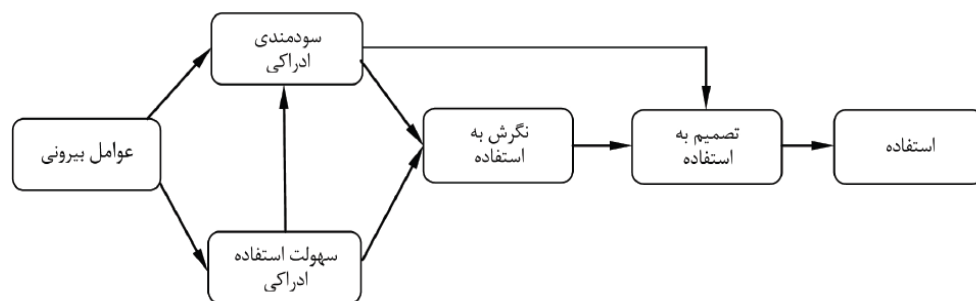 سودمندی
ادراکی
عوامل بیرونی
سهولت استفاده
ادراکی
نگرش به
استفاده
تصمیم به
استفاده
استفاده